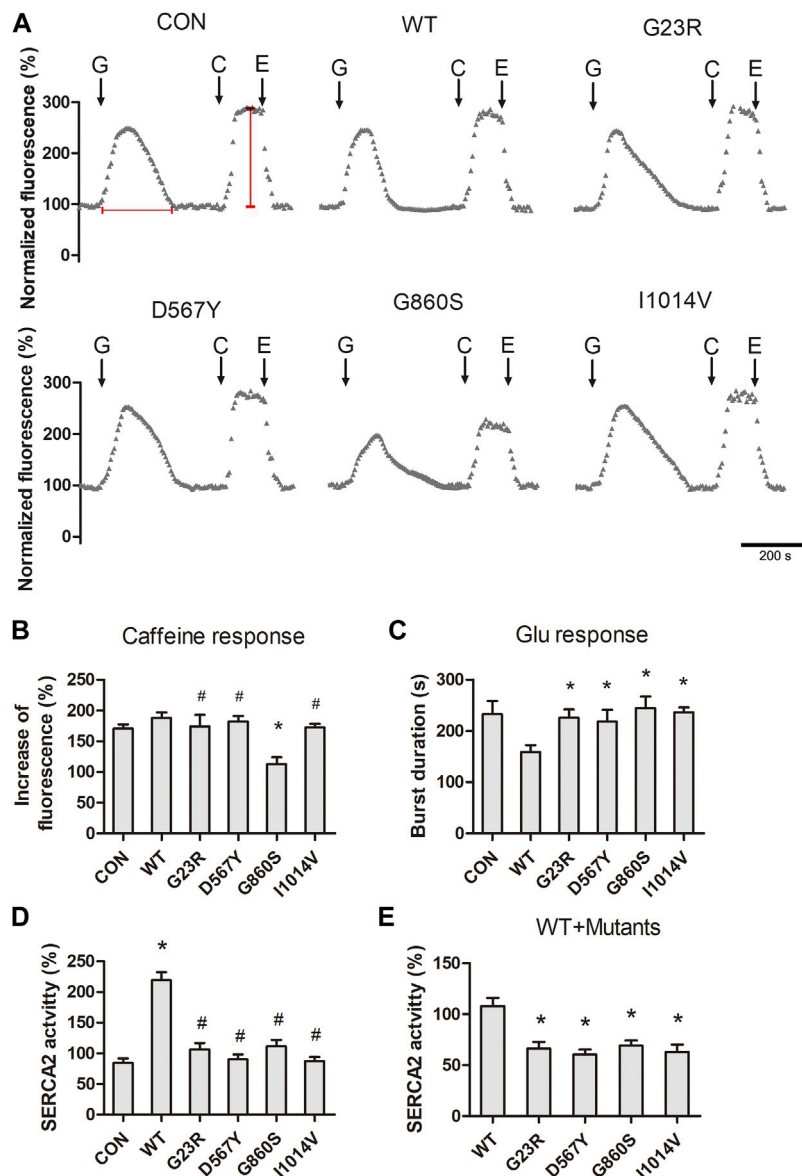 A
CON
WT
G23R
G
C
E
G
C
E
G
C
E
Normalized fluorescence (%)
300
200
100
0
D567Y
G860S
I1014V
G
C
E
G
C
E
G
C
E
Normalized fluorescence (%)
300
200
100
0
200 s
B
Caffeine response
Increase of
fluorescence (%)
250
200
150
100
50
0
#
#
*
#
CON
WT
G23R
D567Y
G860S
I1014V
C
Glu response
Burst duration (s)
300
200
100
0
*
*
*
*
CON
WT
G23R
D567Y
G860S
I1014V
D
SERCA2 actvitty (%)
250
200
150
100
50
0
*
#
#
#
#
CON
WT
G23R
D567Y
G860S
I1014V
E
WT+Mutants
SERCA2 actvitty (%)
150
100
50
0
*
*
*
*
WT
G23R
D567Y
G860S
I1014V